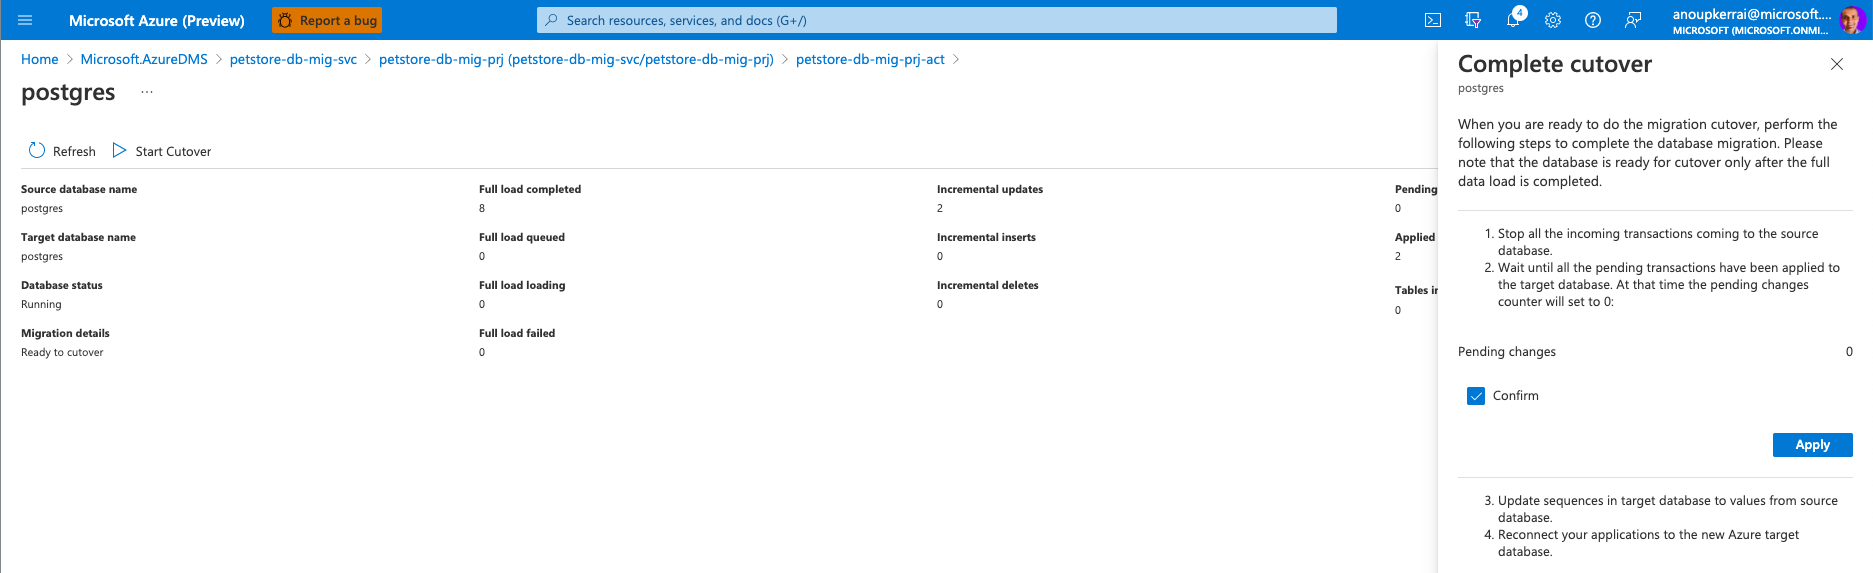 Microsoft Azure (Preview)
Report a bug
Search resources, services, and docs (G+/)
4
anoupkerrai@microsoft....
MICROSOFT (MICROSOFT.ONMI...
Home > Microsoft.AzureDMS > petstore-db-mig-svc > petstore-db-mig-prj (petstore-db-mig-svc/petstore-db-mig-prj) > petstore-db-mig-prj-act >
postgres ...
Refresh
Start Cutover
Source database name
postgres
Target database name
postgres
Database status
Running
Migration details
Ready to cutover
Full load completed
8
Full load queued
0
Full load loading
0
Full load failed
0
Incremental updates
2
Incremental inserts
0
Incremental deletes
0
Pending
0
Applied
2
Tables in
0
Complete cutover
postgres
When you are ready to do the migration cutover, perform the
following steps to complete the database migration. Please
note that the database is ready for cutover only after the full
data load is completed.
1. Stop all the incoming transactions coming to the source
database.
2. Wait until all the pending transactions have been applied to
the target database. At that time the pending changes
counter will set to 0:
Pending changes 0
Confirm
Apply
3. Update sequences in target database to values from source
database.
4. Reconnect your applications to the new Azure target
database.